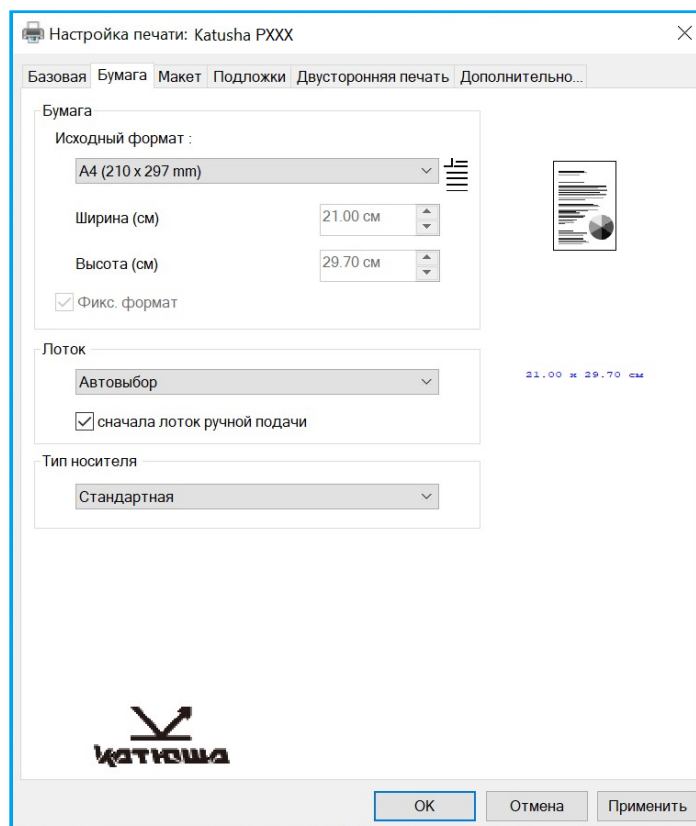 Настройка печати: Katusha PXXX
Базовая Бумага Макет Подложки Двусторонняя печать Дополнительно...
Бумага
Исходный формат :
A4 (210 x 297 mm)
Ширина (см) 21.00 см
Высота (см) 29.70 см
Фикс. формат
Лоток
Автовыбор
21.00 x 29.70 см
сначала лоток ручной подачи
Тип носителя
Стандартная
катюша
OK Отмена Применить